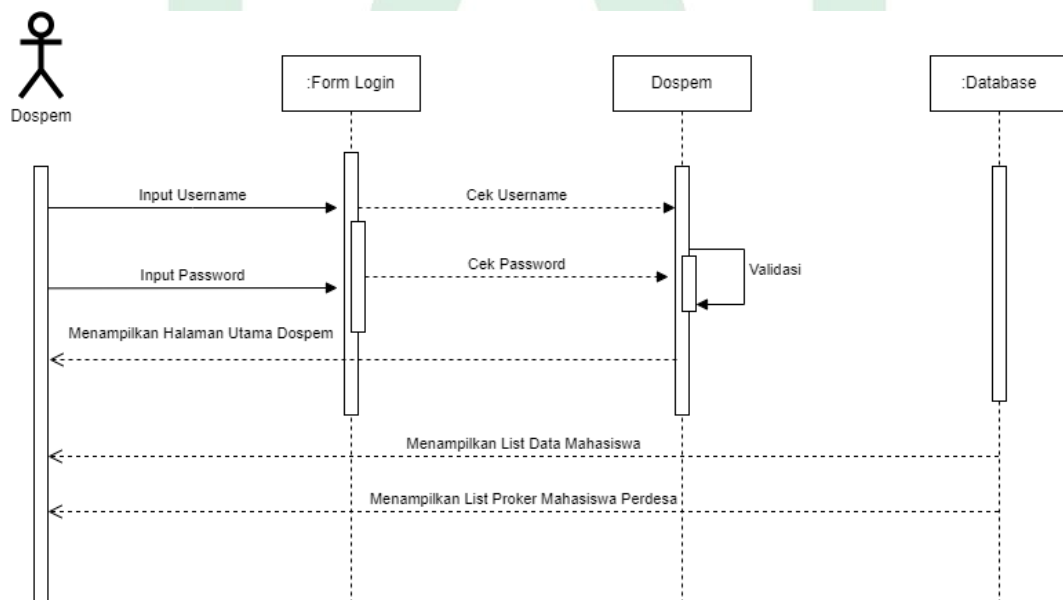 :Form Login
Dospem
:Database
Dospem
Input Username
Cek Username
Cek Password
Validasi
Input Password
Menampilkan Halaman Utama Dospem
Menampilkan List Data Mahasiswa
Menampilkan List Proker Mahasiswa Perdesa